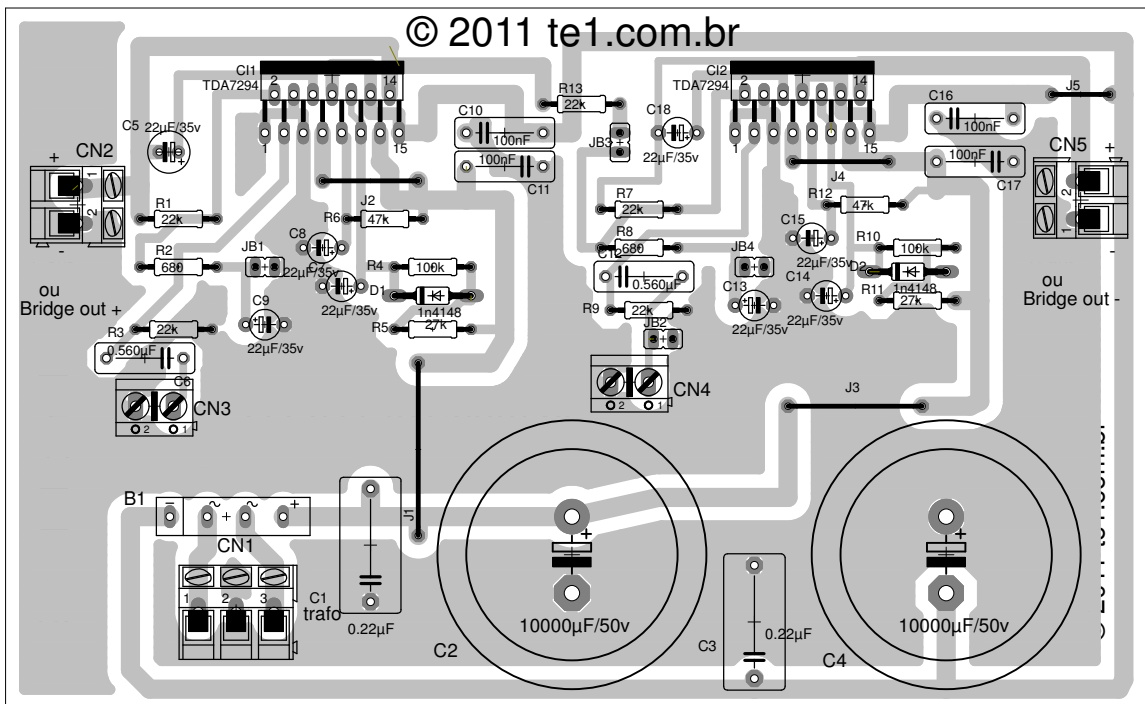 © 2011 te1.com.br
CI1
TDA7294
2
14
1
15
CI2
TDA7294
2
14
1
15
J5
R13
22k
C10
100nF
100nF
C11
C18
22µF/35v
JB3
C16
100nF
100nF
C17
C5
22µF/35v
+
CN2
1
2
-
ou
Bridge out +
CN5
+
2
1
-
ou
Bridge out -
R1
22k
R2
680
R3
22k
0.560µF
C6
JB1
C9
22µF/35v
J2
R6
47k
C8
22µF/35v
22µF/35v
R4
100k
D1
1n4148
R5
27k
R7
22k
R8
680
C12
0.560µF
R9
22k
JB2
JB4
C13
22µF/35v
J4
R12
47k
C15
22µF/35v
C14
22µF/35v
R10
100k
D2
1n4148
R11
27k
CN3
2
1
CN4
2
1
J3
J1
B1
-
~
+
~
+
CN1
1
2
3
C1
trafo
0.22µF
+
10000µF/50v
C2
C3
0.22µF
+
10000µF/50v
C4